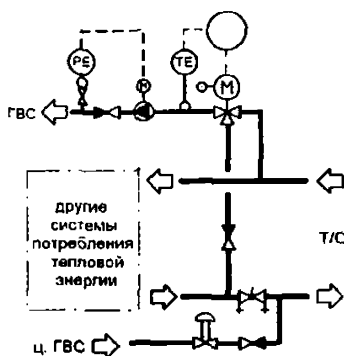 PE
TE
М
М
ГВС
другие
системы
потребления
тепловой
энергии
Т/С
ц. ГВС